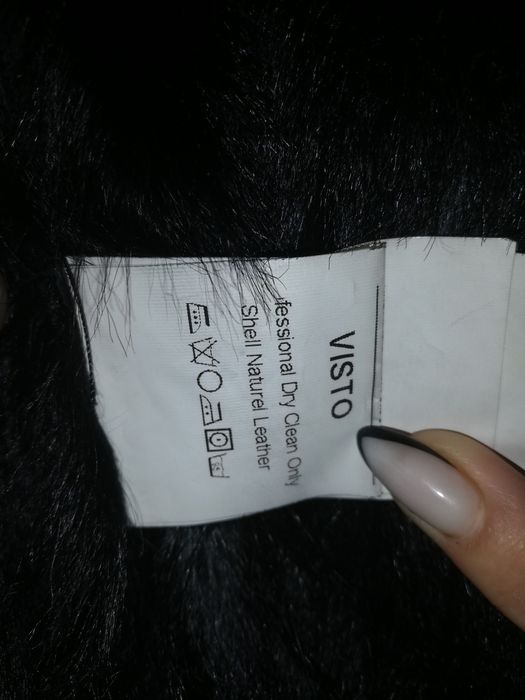 VISTO
fessional Dry Clean Only
Shell Naturel Leather